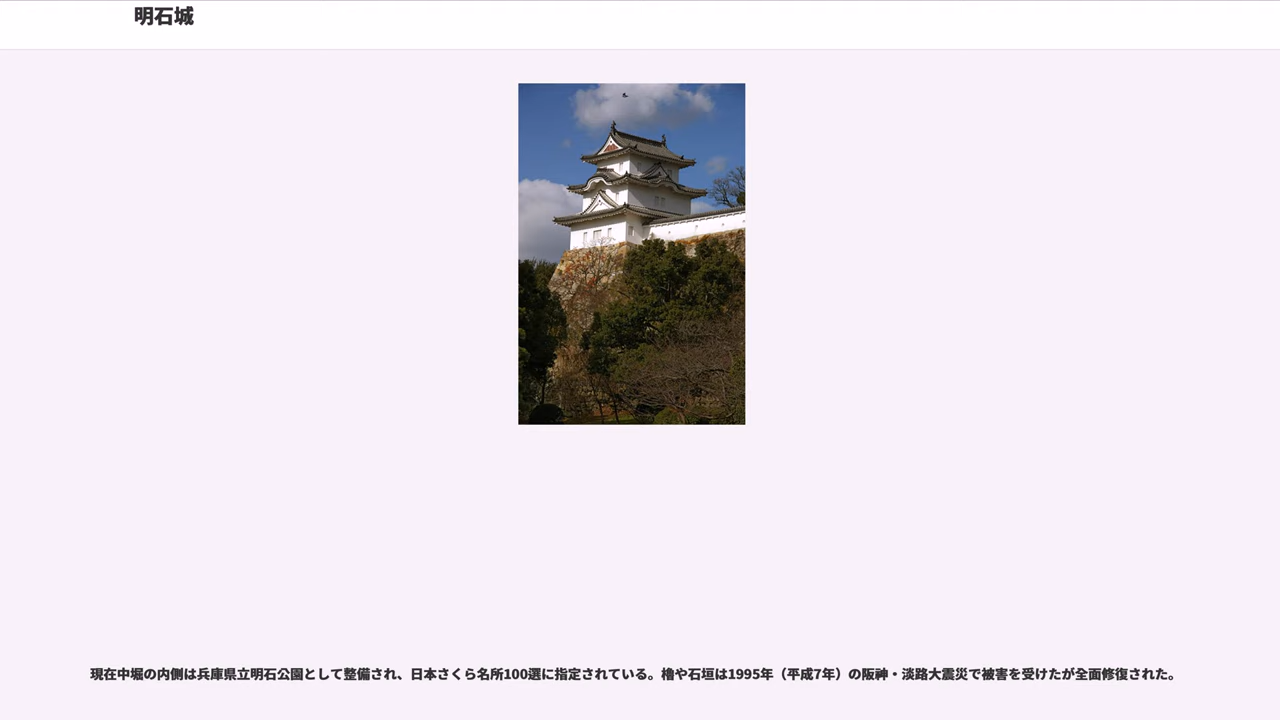 明石城
現在中堀の内側は兵庫県立明石公園として整備され、日本さくら名所100選に指定されている。櫓や石垣は1995年（平成7年）の阪神・淡路大震災で被害を受けたが全面修復された。